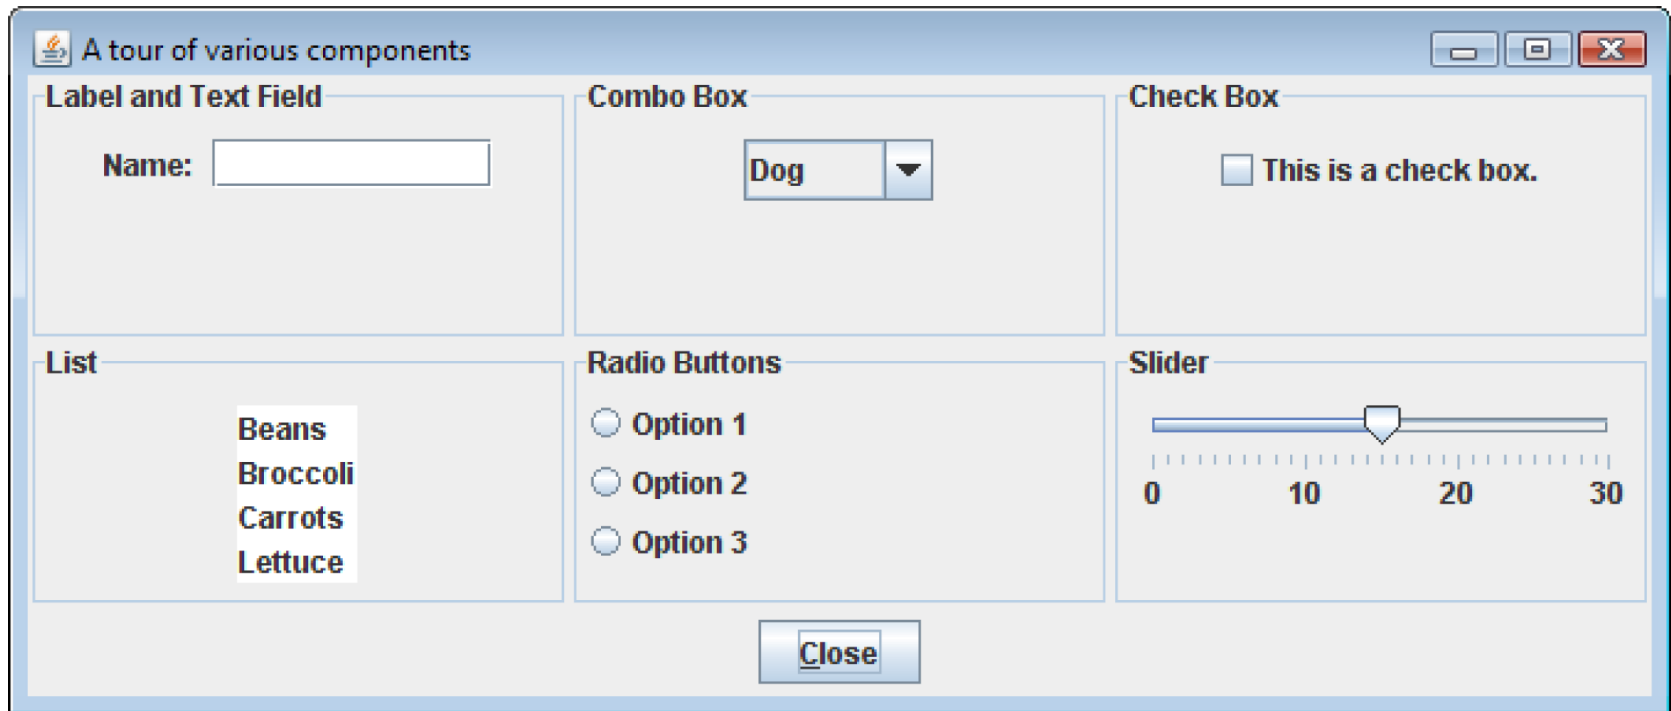 A tour of various components
Label and Text Field
Name:
Combo Box
Dog
Check Box
This is a check box.
List
Beans
Broccoli
Carrots
Lettuce
Radio Buttons
Option 1
Option 2
Option 3
Slider
0 10 20 30
Close